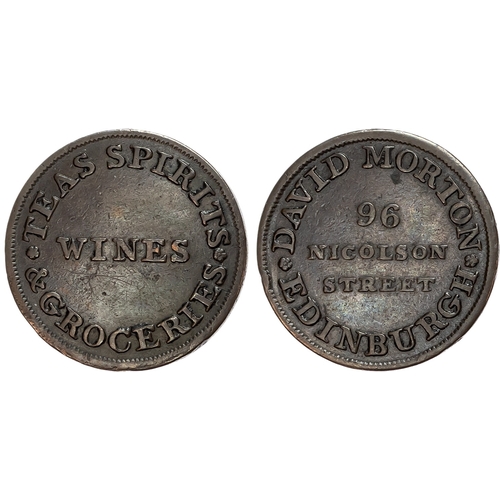 TEAS SPIRITS
WINES
& GROCERIES
DAVID MORTON
96
NICOLSON
STREET
EDINBURGH